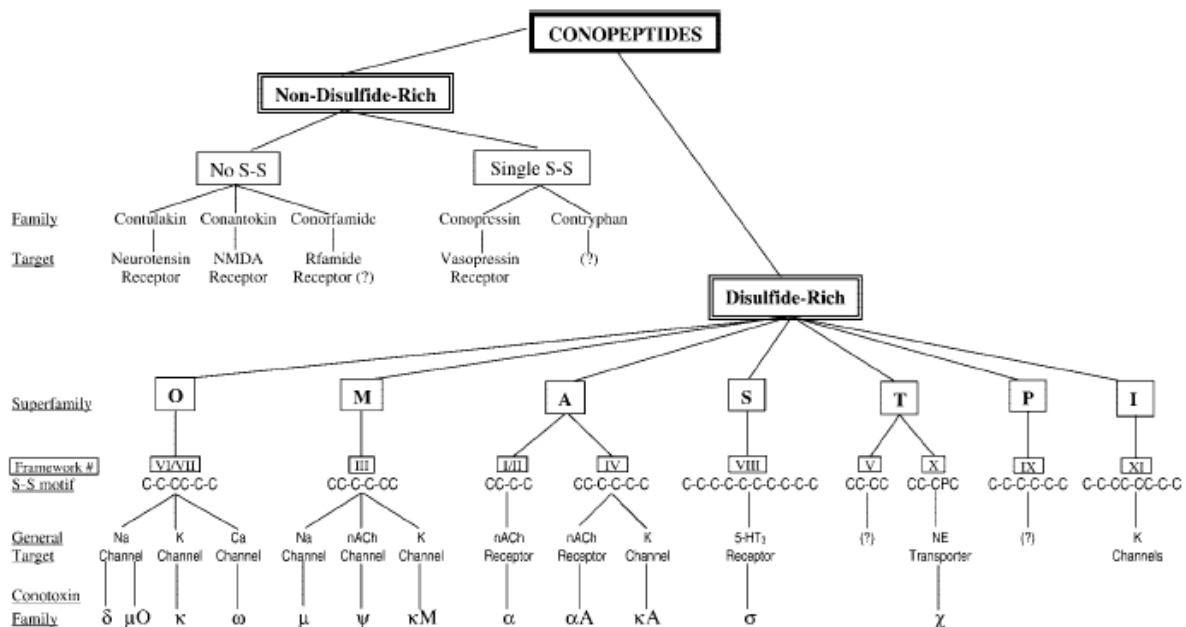 CONOPEPTIDES
Non-Disulfide-Rich
No S-S Single S-S
Family Contulakin Conantokin Conorfamide Conopressin Contryphan
Target Neurotensin NMDA Rfamide Vasopressin (?)
Receptor Receptor Receptor (?) Receptor
Disulfide-Rich
Superfamily O M A S T P I
Framework # VI/VII III I/II IV VIII V X IX XI
S-S motif C-C-CC-C-C CC-C-C-CC CC-C-C CC-C-C-C-C C-C-C-C-C-C-C-C-C-C CC-CC CC-CPC C-C-C-C-C-C C-C-CC-CC-C-C
General Na K Ca Na nACh K nACh nACh K 5-HT₃ (?) NE (?) K
Target Channel Channel Channel Channel Channel Channel Receptor Receptor Channel Receptor Transporter Channels
Conotoxin
Family δ μO κ ω μ ψ κM α αA κA σ χ